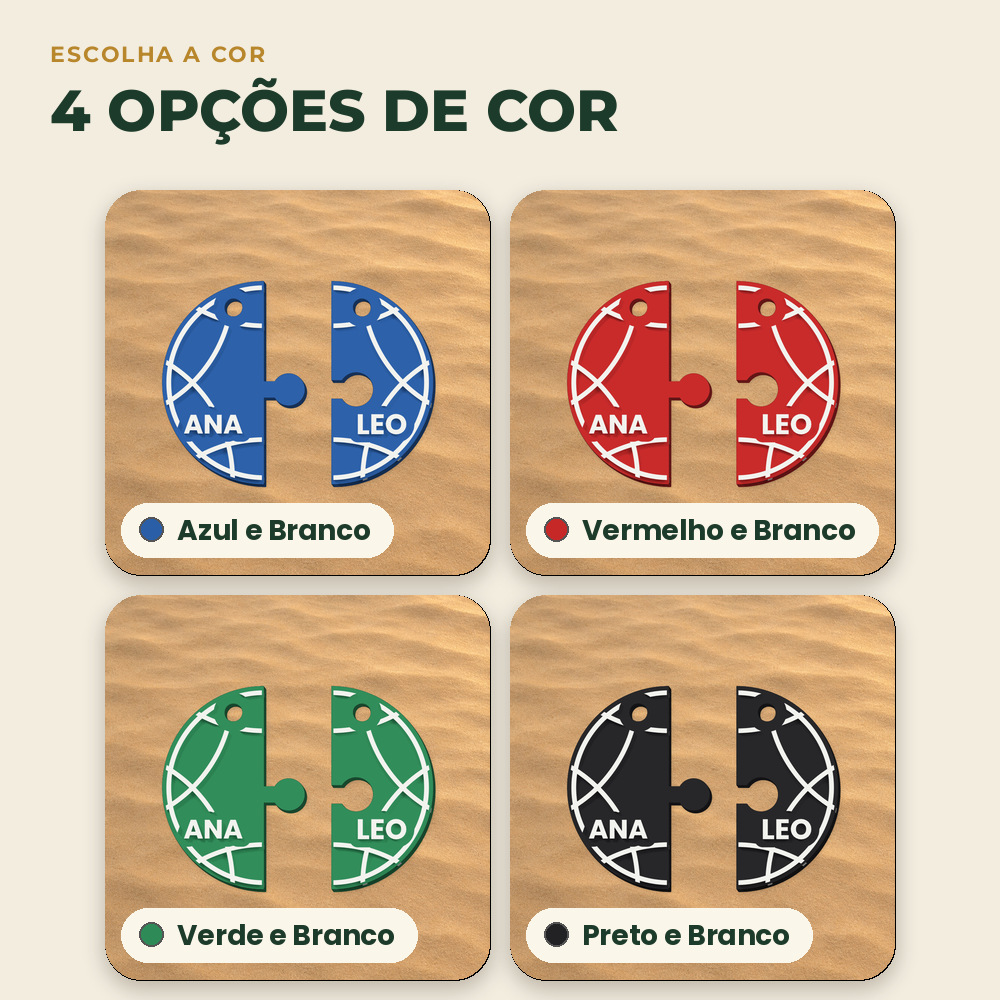 ESCOLHA A COR
4 OPÇÕES DE COR
ANA LEO
Azul e Branco
ANA LEO
Vermelho e Branco
ANA LEO
Verde e Branco
ANA LEO
Preto e Branco